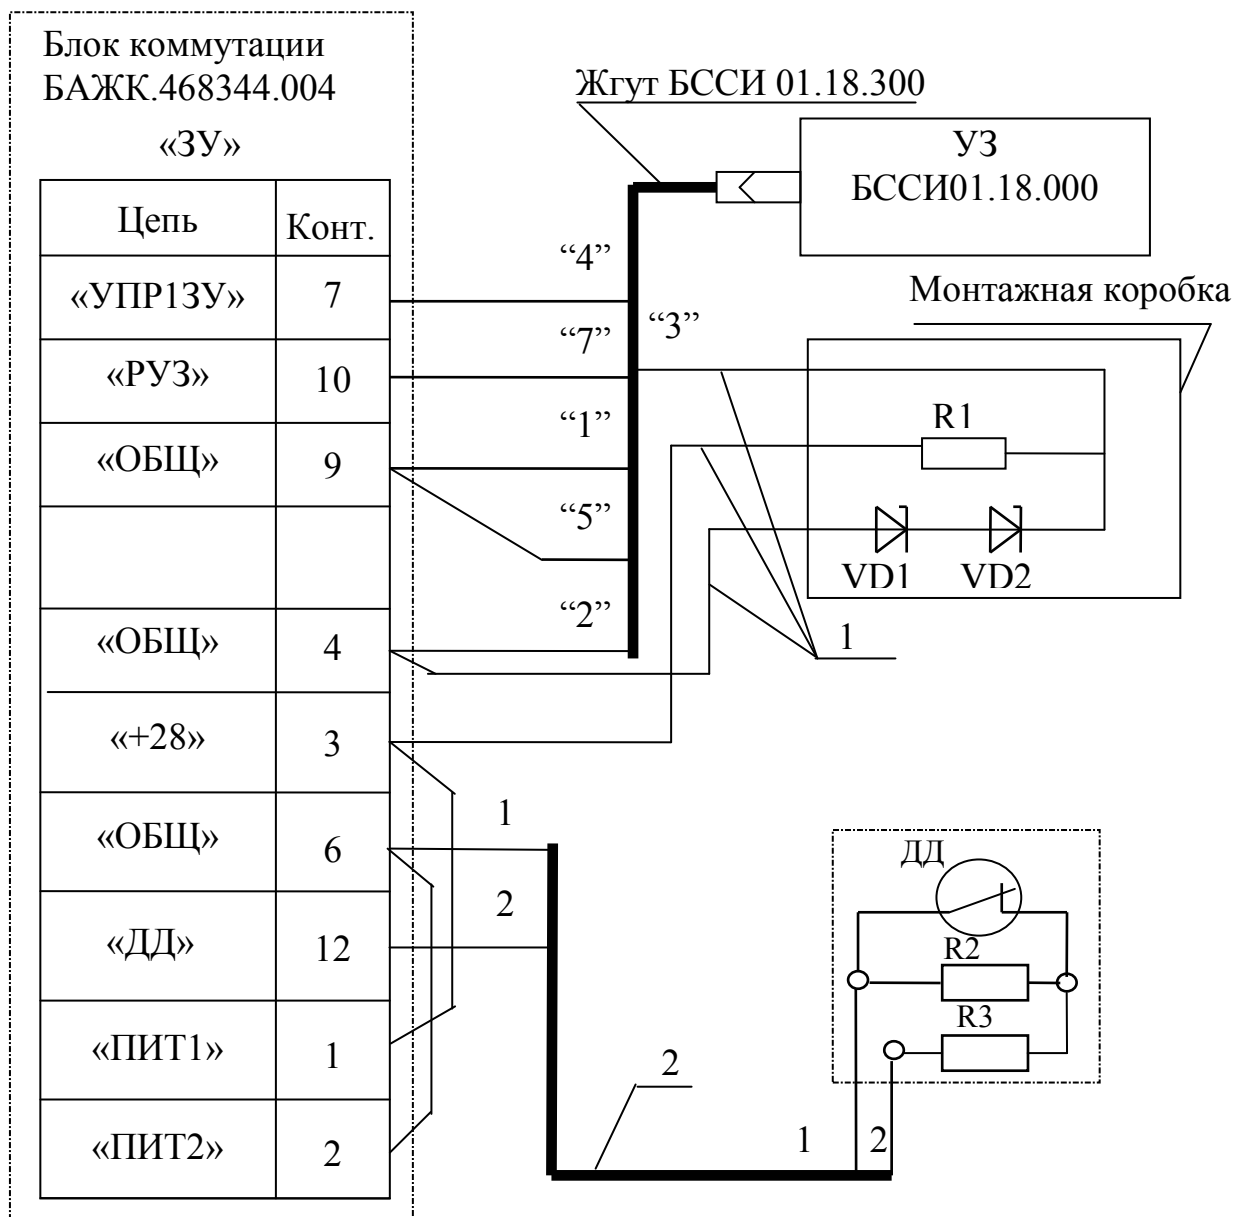 Блок коммутации
БАЖК.468344.004
«ЗУ»
Цепь Конт.
«УПР1ЗУ» 7
«РУЗ» 10
«ОБЩ» 9
«ОБЩ» 4
«+28» 3
«ОБЩ» 6
«ДД» 12
«ПИТ1» 1
«ПИТ2» 2
Жгут БССИ 01.18.300
УЗ
БССИ01.18.000
“4”
“7”
“3”
“1”
“5”
“2”
Монтажная коробка
R1
VD1 VD2
1
1
2
ДД
R2
R3
2
1 2